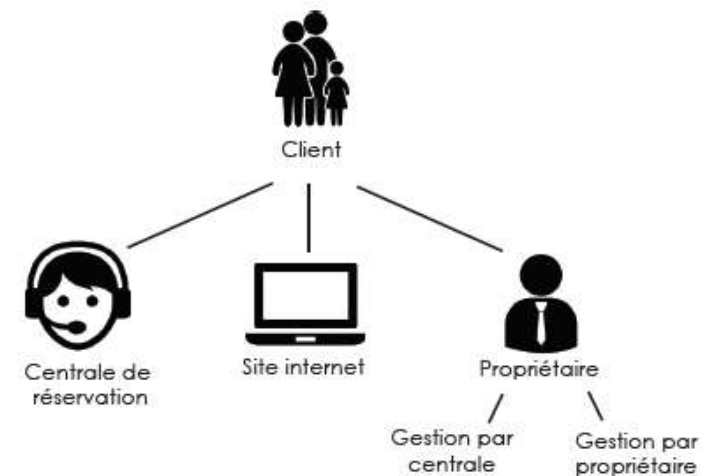 Client
Centrale de
réservation
Site internet
Propriétaire
Gestion par
centrale
Gestion par
propriétaire